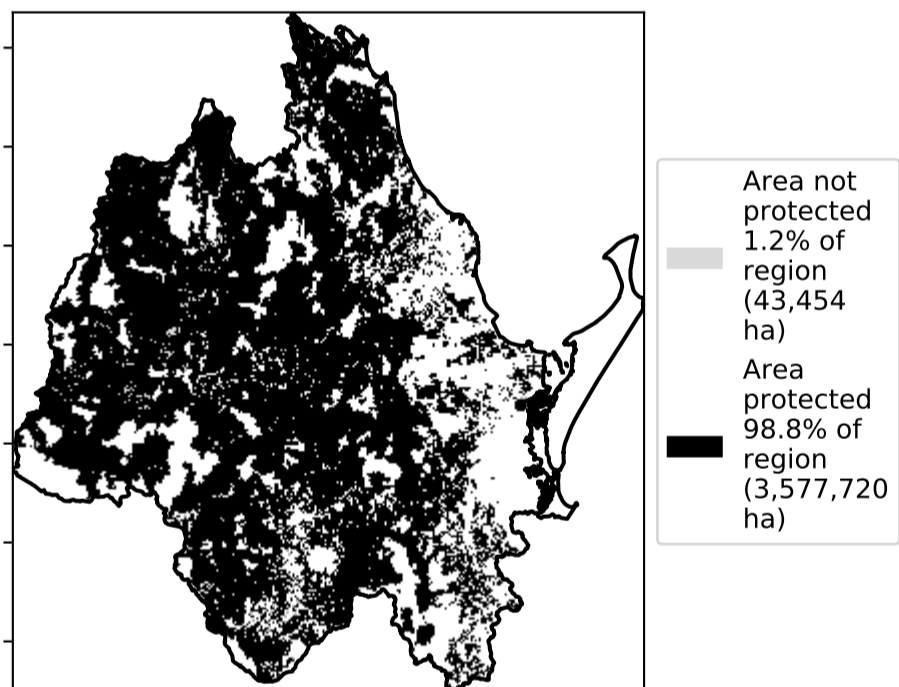 Area not
protected
1.2% of
region
(43,454
ha)
Area
protected
98.8% of
region
(3,577,720
ha)